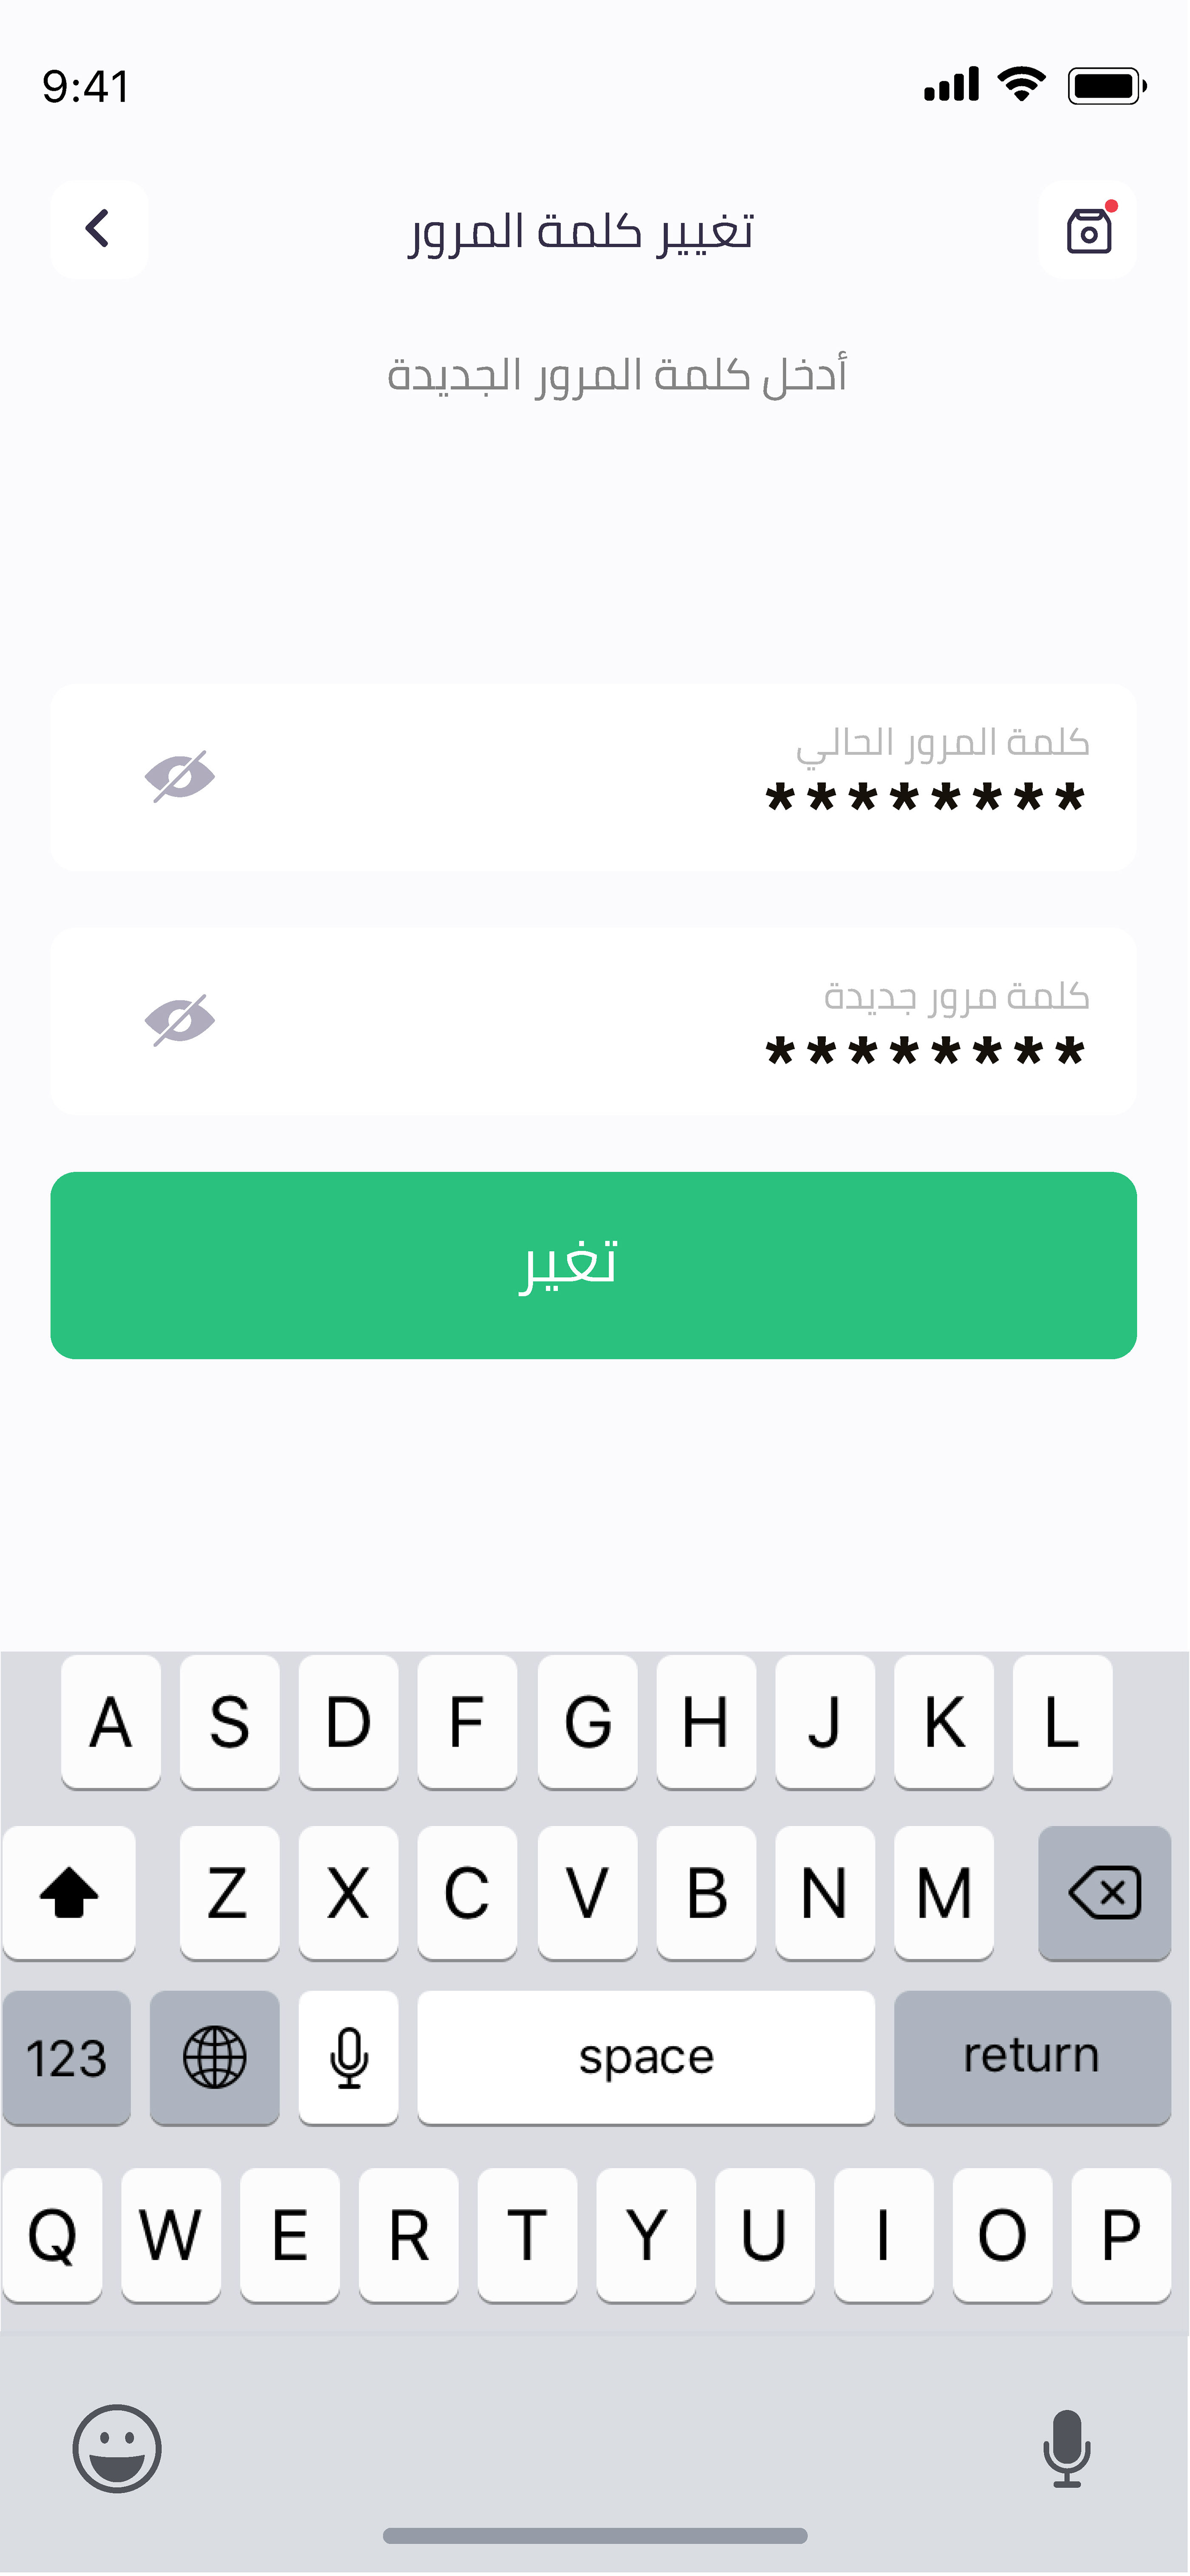 9:41
تغيير كلمة المرور
أدخل كلمة المرور الجديدة
كلمة المرور الحالي
********
كلمة مرور جديدة
********
تغير
A S D F G H J K L
Z X C V B N M
123 space return
Q W E R T Y U I O P